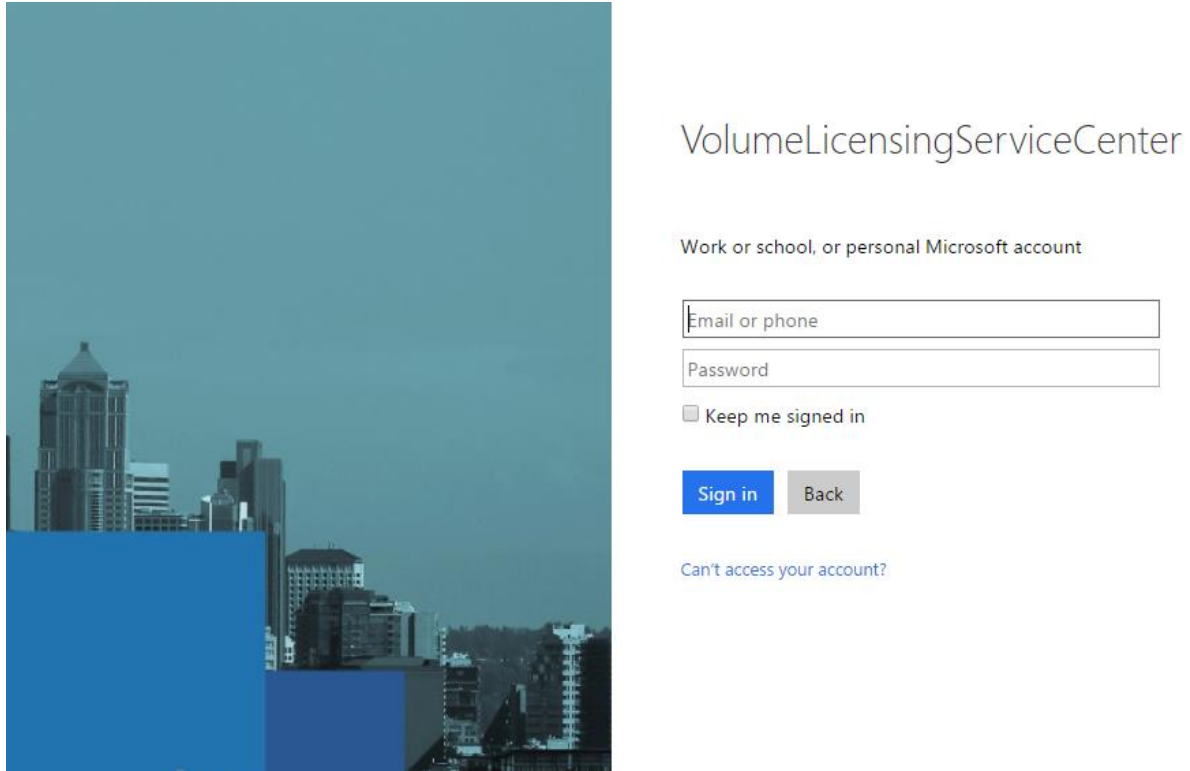 VolumeLicensingServiceCenter
Work or school, or personal Microsoft account
Email or phone
Password
Keep me signed in
Sign in Back
Can't access your account?